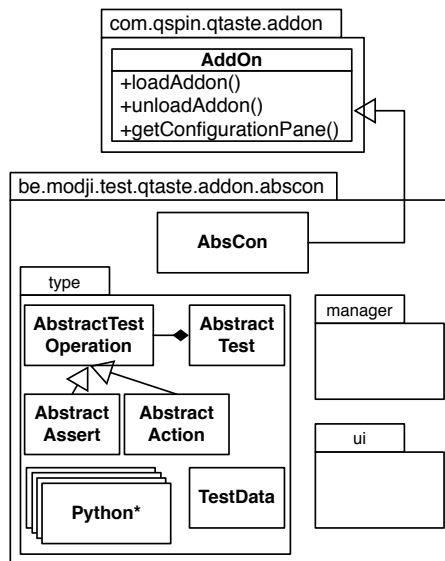 com.qspin.qtaste.addon
AddOn
+loadAddon()
+unloadAddon()
+getConfigurationPane()
be.modji.test.qtaste.addon.abscon
AbsCon
type
AbstractTest
Operation
Abstract
Test
Abstract
Assert
Abstract
Action
Python*
TestData
manager
ui